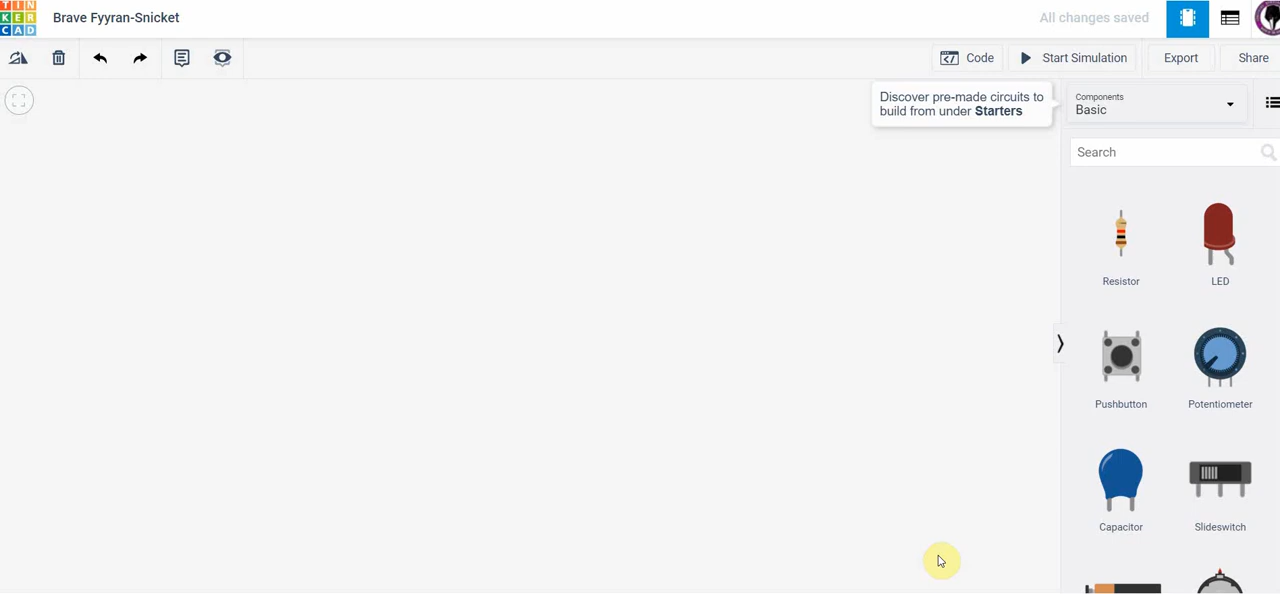 TIN
KER
CAD
Brave Fyyran-Snicket
All changes saved
Code
Start Simulation
Export
Share
Discover pre-made circuits to
build from under Starters
Components
Basic
Search
Resistor
LED
Pushbutton
Potentiometer
Capacitor
Slideswitch